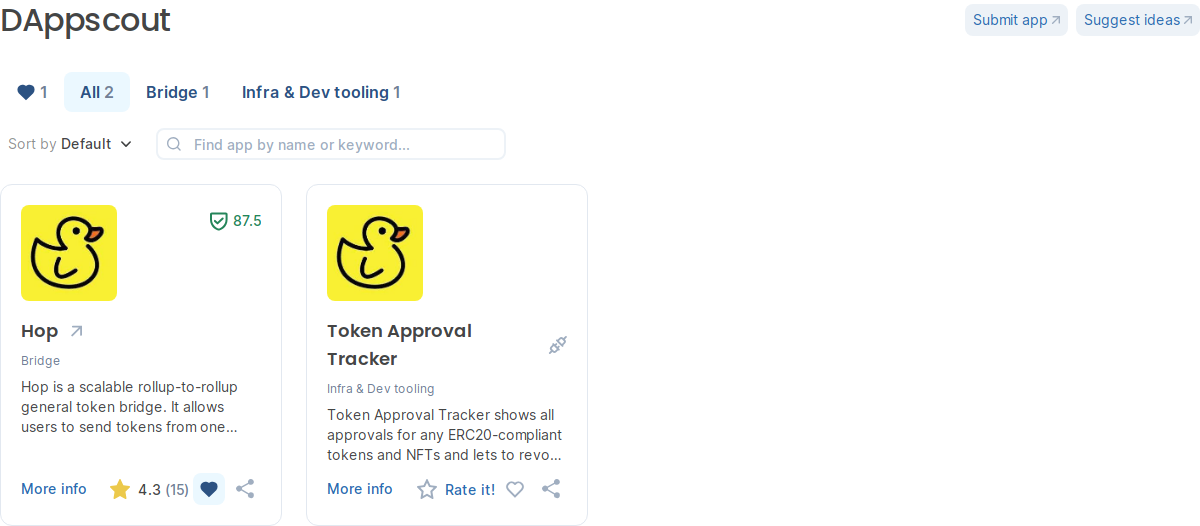 DAppscout
Submit app
Suggest ideas
1
All 2
Bridge 1
Infra & Dev tooling 1
Sort by Default
Find app by name or keyword...
87.5
Hop
Bridge
Hop is a scalable rollup-to-rollup
general token bridge. It allows
users to send tokens from one...
More info
4.3 (15)
Token Approval
Tracker
Infra & Dev tooling
Token Approval Tracker shows all
approvals for any ERC20-compliant
tokens and NFTs and lets to revo...
More info
Rate it!